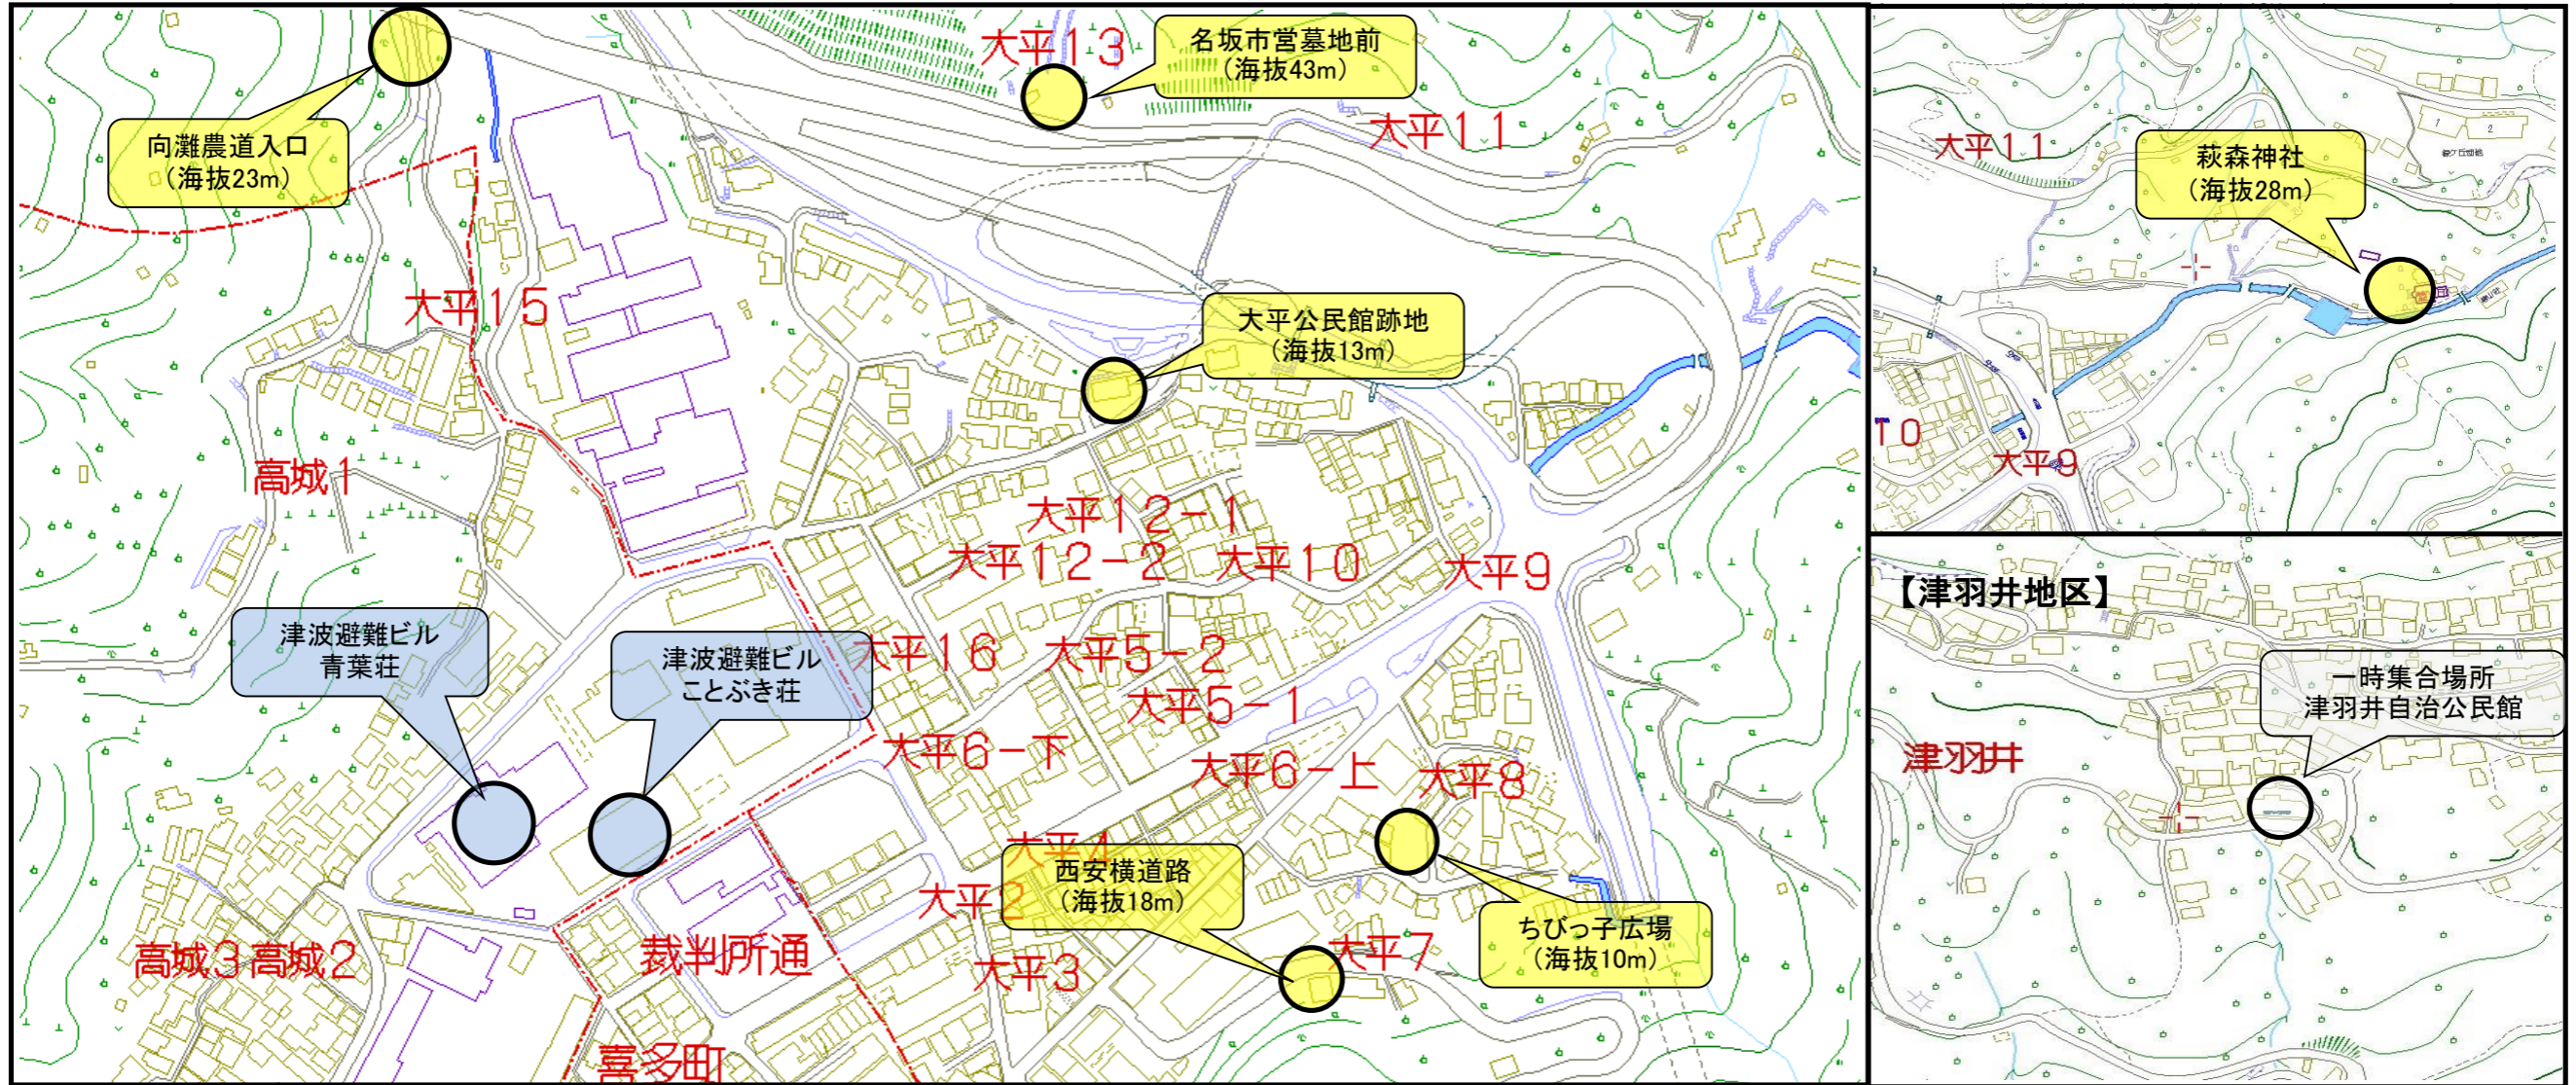 大平13
名坂市営墓地前
（海抜43m）
向灘農道入口
（海抜23m）
大平11
大平15
大平公民館跡地
（海抜13m）
高城1
大平12-1
大平12-2
大平10
大平9
津波避難ビル
青葉荘
津波避難ビル
ことぶき荘
大平16
大平5-2
大平5-1
大平6-下
大平6-上
大平8
大平4
西安横道路
（海抜18m）
大平2
ちびっ子広場
（海抜10m）
高城3
高城2
裁判所通
大平3
大平7
喜多町
大平11
萩森神社
（海抜28m）
1
2
10
大平9
【津羽井地区】
一時集合場所
津羽井自治公民館
津羽井